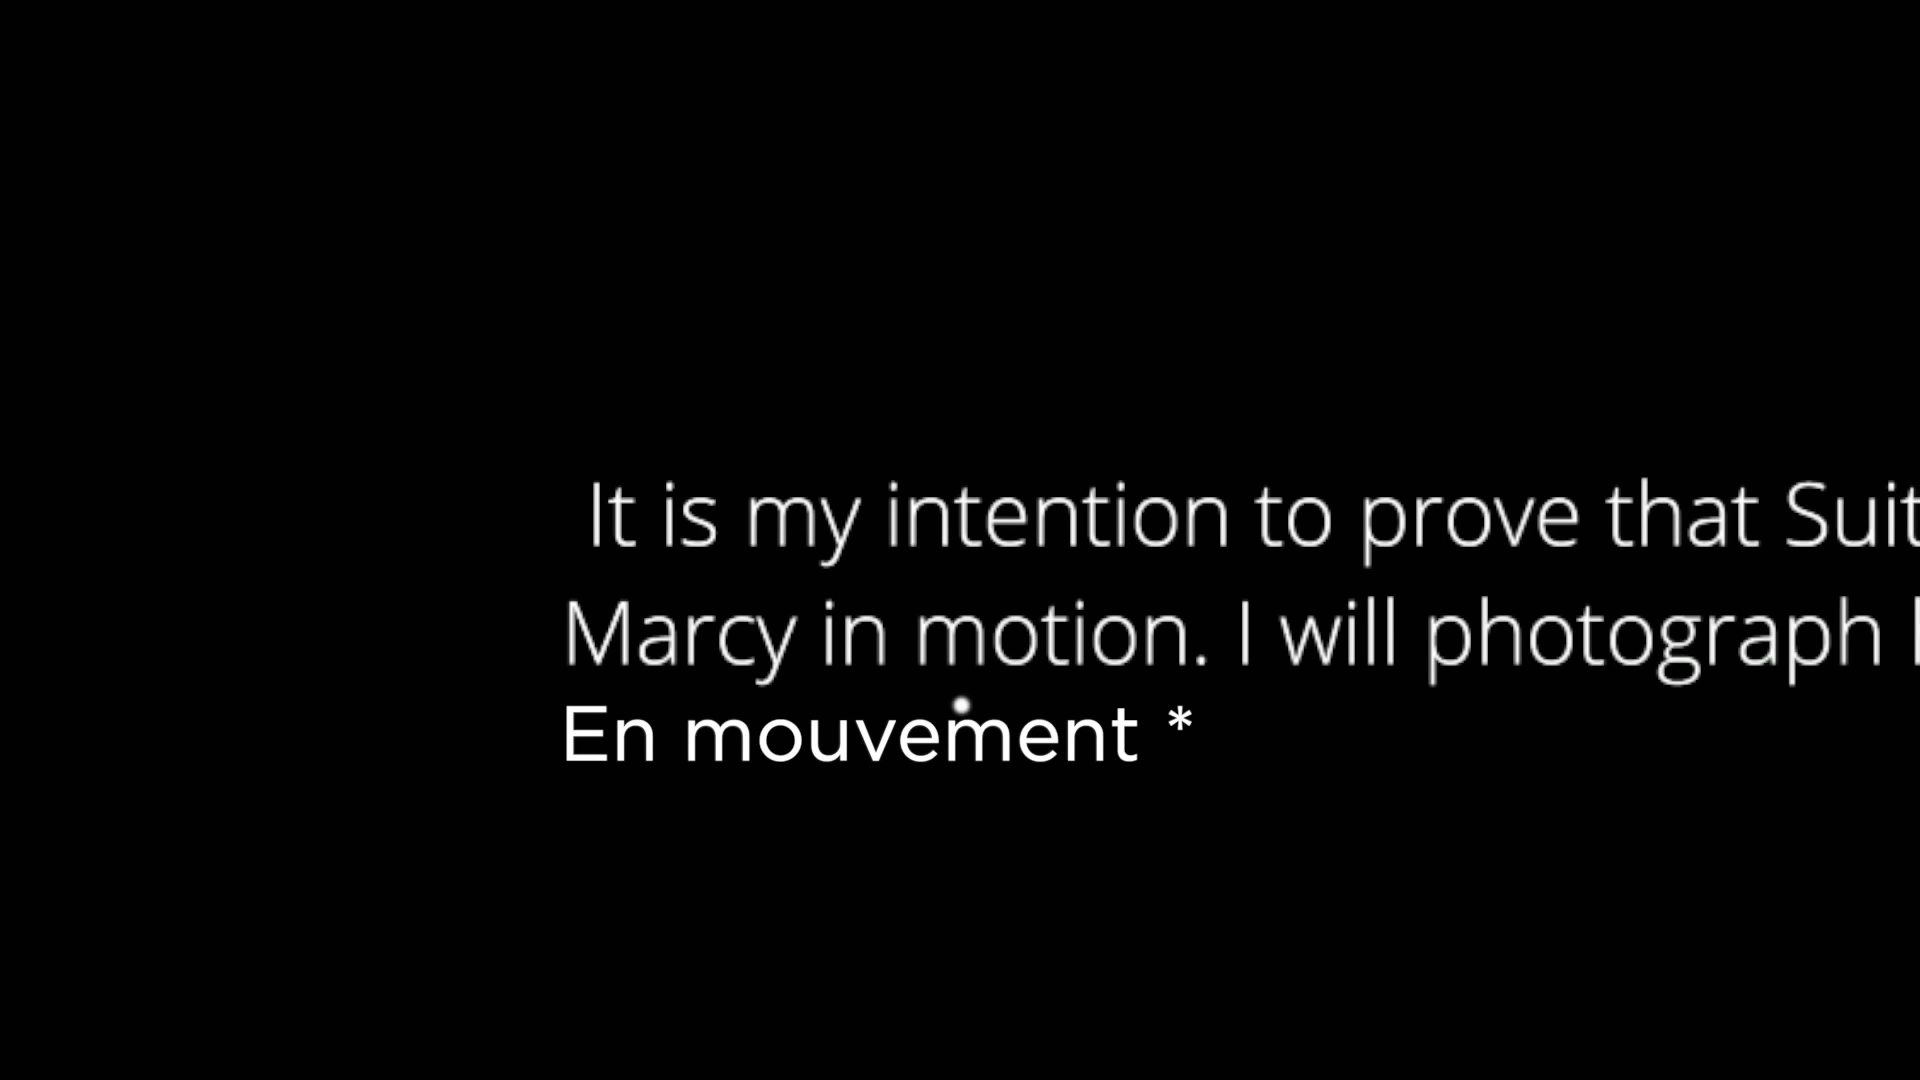 It is my intention to prove that Suit
Marcy in motion. I will photograph
En mouvement *